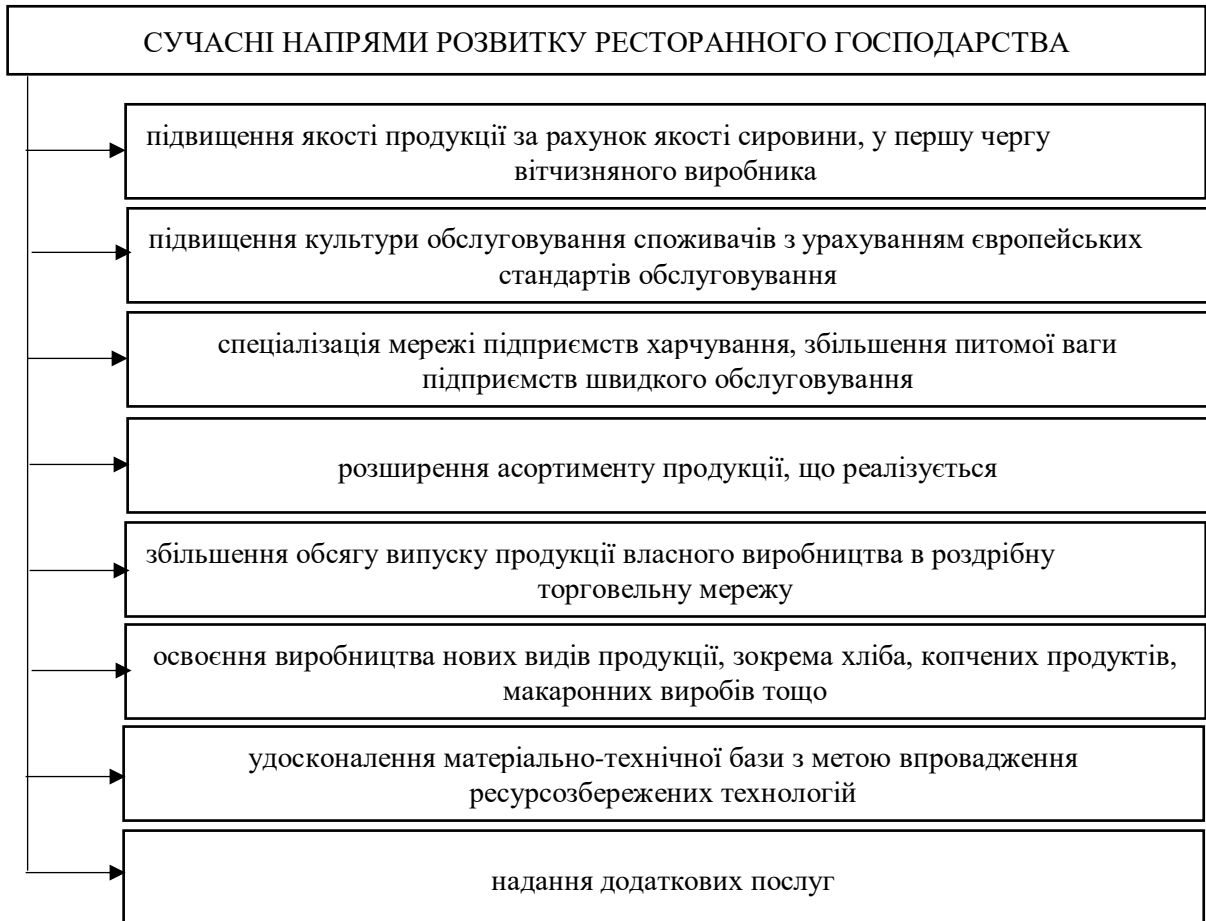 СУЧАСНІ НАПРЯМИ РОЗВИТКУ РЕСТОРАННОГО ГОСПОДАРСТВА
підвищення якості продукції за рахунок якості сировини, у першу чергу
вітчизняного виробника
підвищення культури обслуговування споживачів з урахуванням європейських
стандартів обслуговування
спеціалізація мережі підприємств харчування, збільшення питомої ваги
підприємств швидкого обслуговування
розширення асортименту продукції, що реалізується
збільшення обсягу випуску продукції власного виробництва в роздрібну
торговельну мережу
освоєння виробництва нових видів продукції, зокрема хліба, копчених продуктів,
макаронних виробів тощо
удосконалення матеріально-технічної бази з метою впровадження
ресурсозбережених технологій
надання додаткових послуг